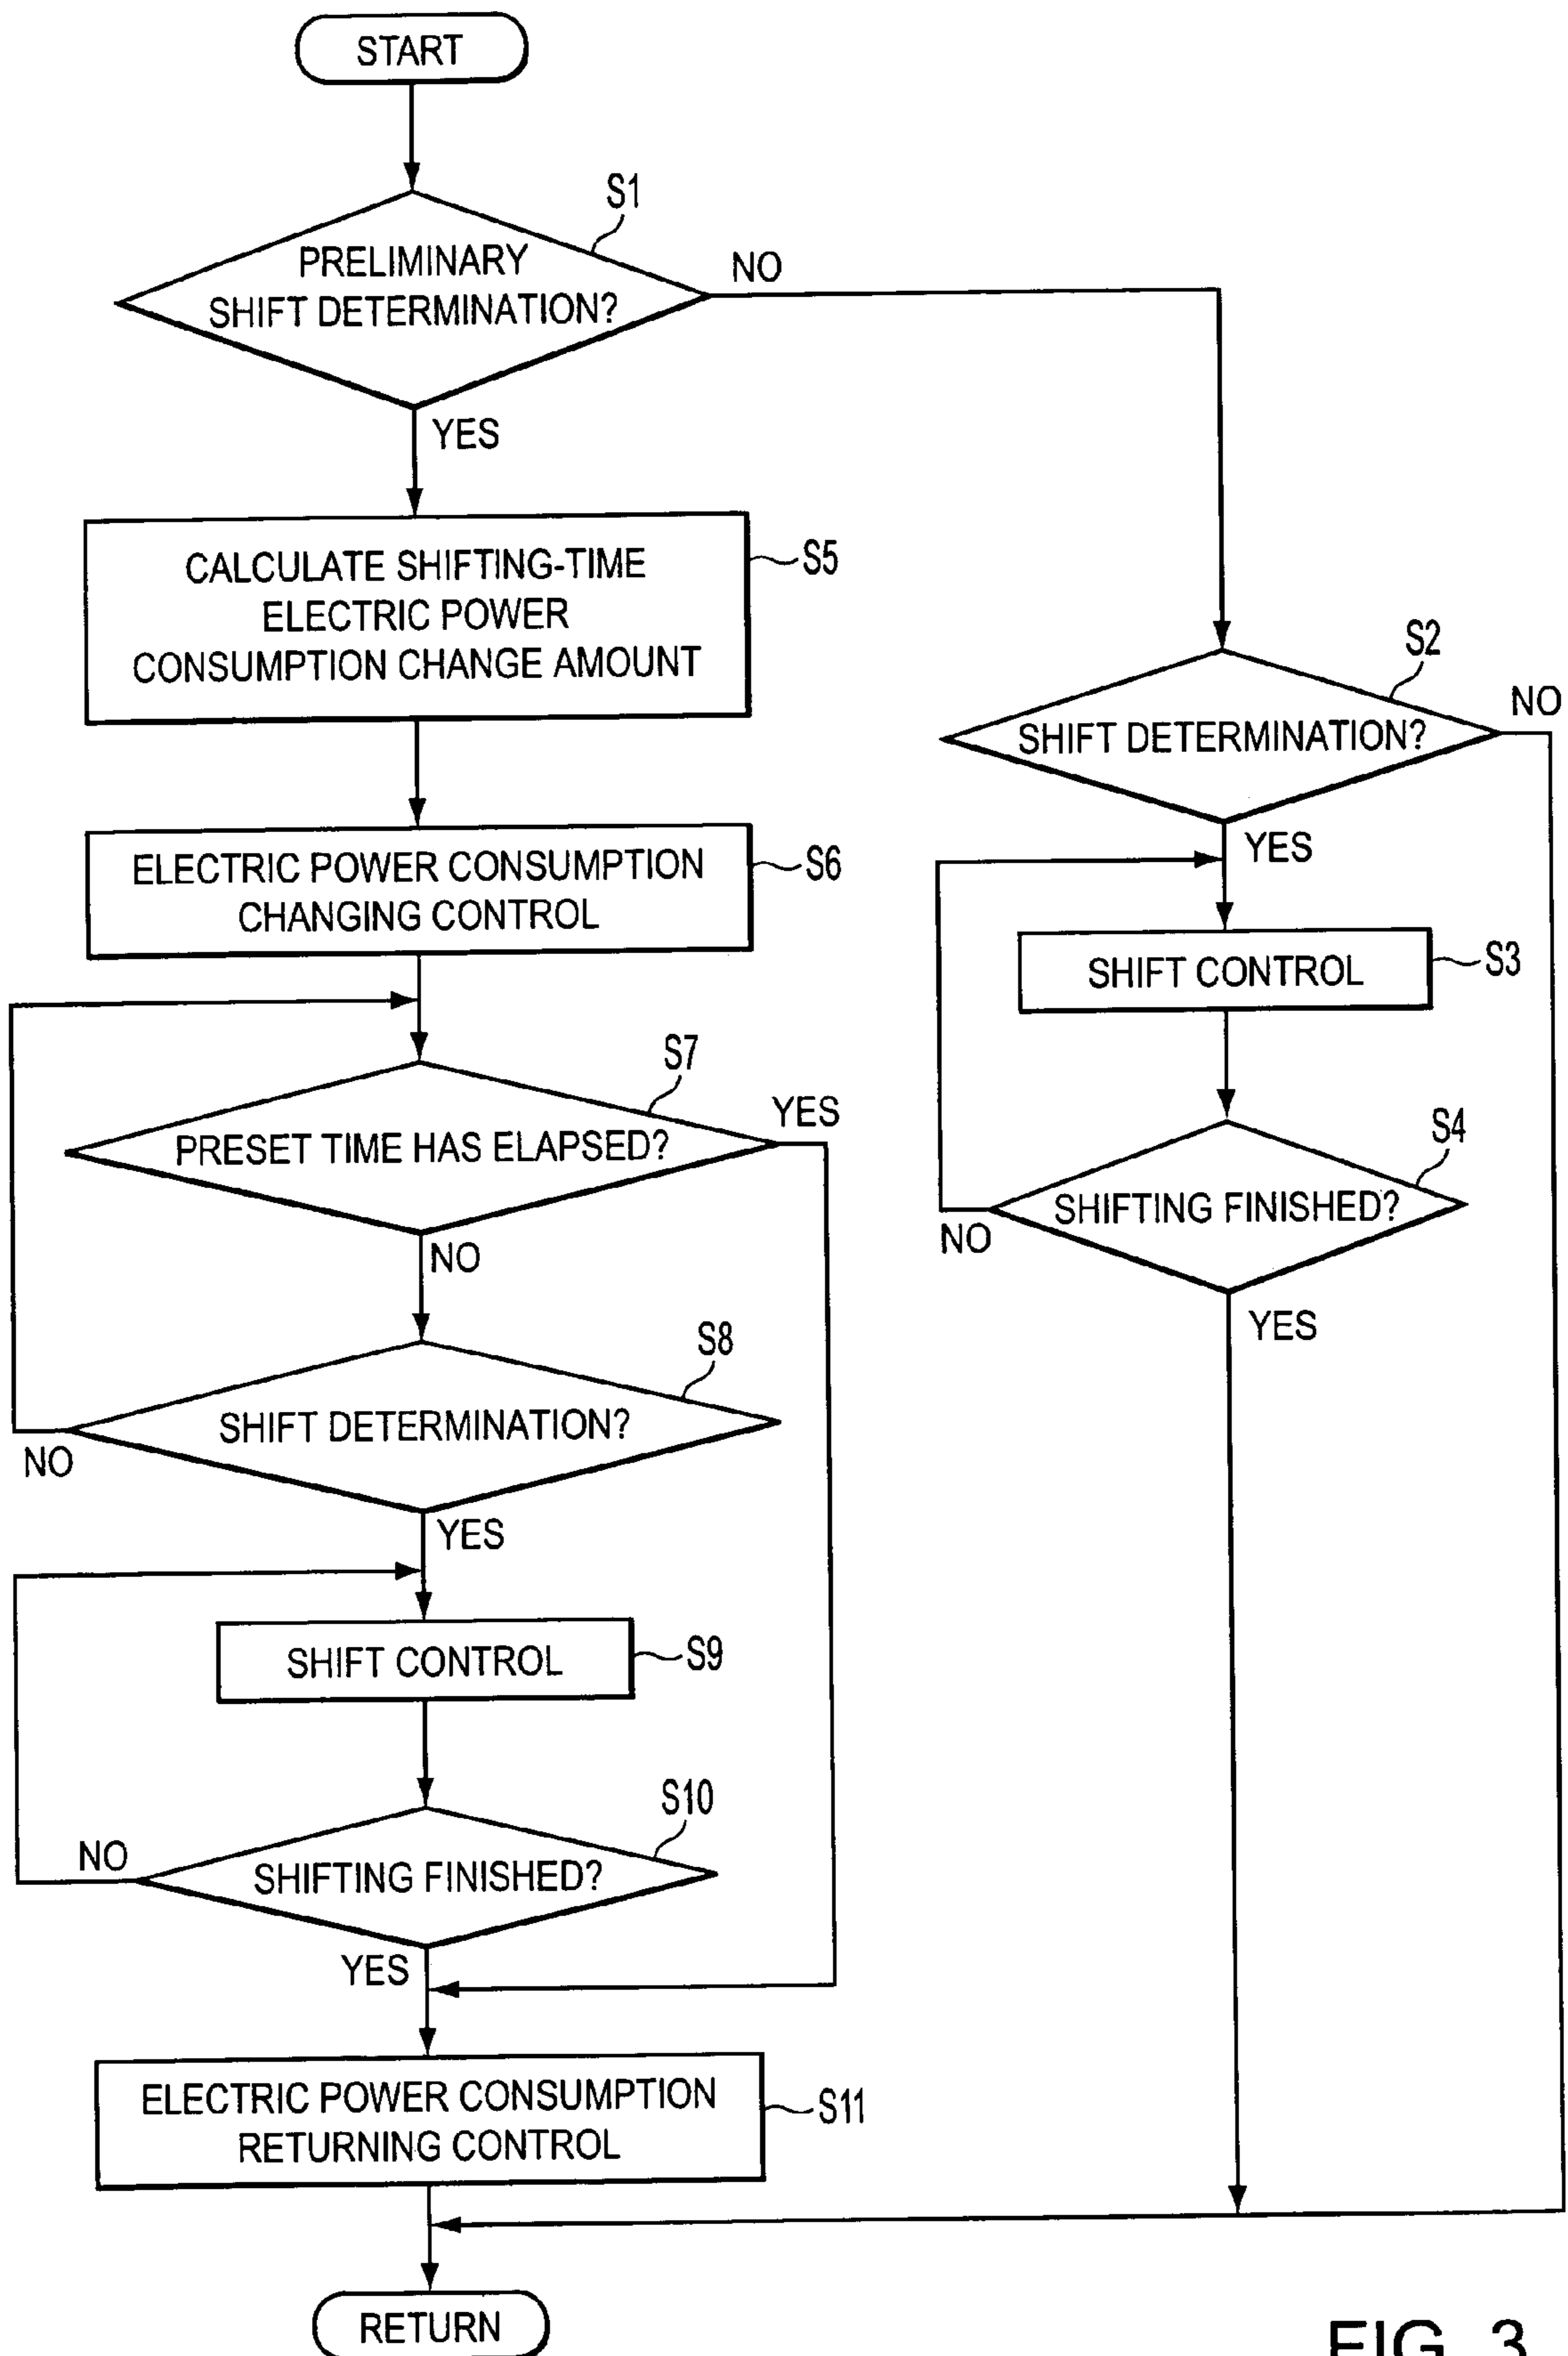 START
S1
PRELIMINARY
SHIFT DETERMINATION?
NO
YES
CALCULATE SHIFTING-TIME
ELECTRIC POWER
CONSUMPTION CHANGE AMOUNT
S5
S2
SHIFT DETERMINATION?
NO
YES
ELECTRIC POWER CONSUMPTION
CHANGING CONTROL
S6
SHIFT CONTROL
S3
S7
PRESET TIME HAS ELAPSED?
YES
NO
S4
SHIFTING FINISHED?
NO
YES
S8
SHIFT DETERMINATION?
NO
YES
SHIFT CONTROL
S9
S10
SHIFTING FINISHED?
NO
YES
ELECTRIC POWER CONSUMPTION
RETURNING CONTROL
S11
RETURN
FIG. 3